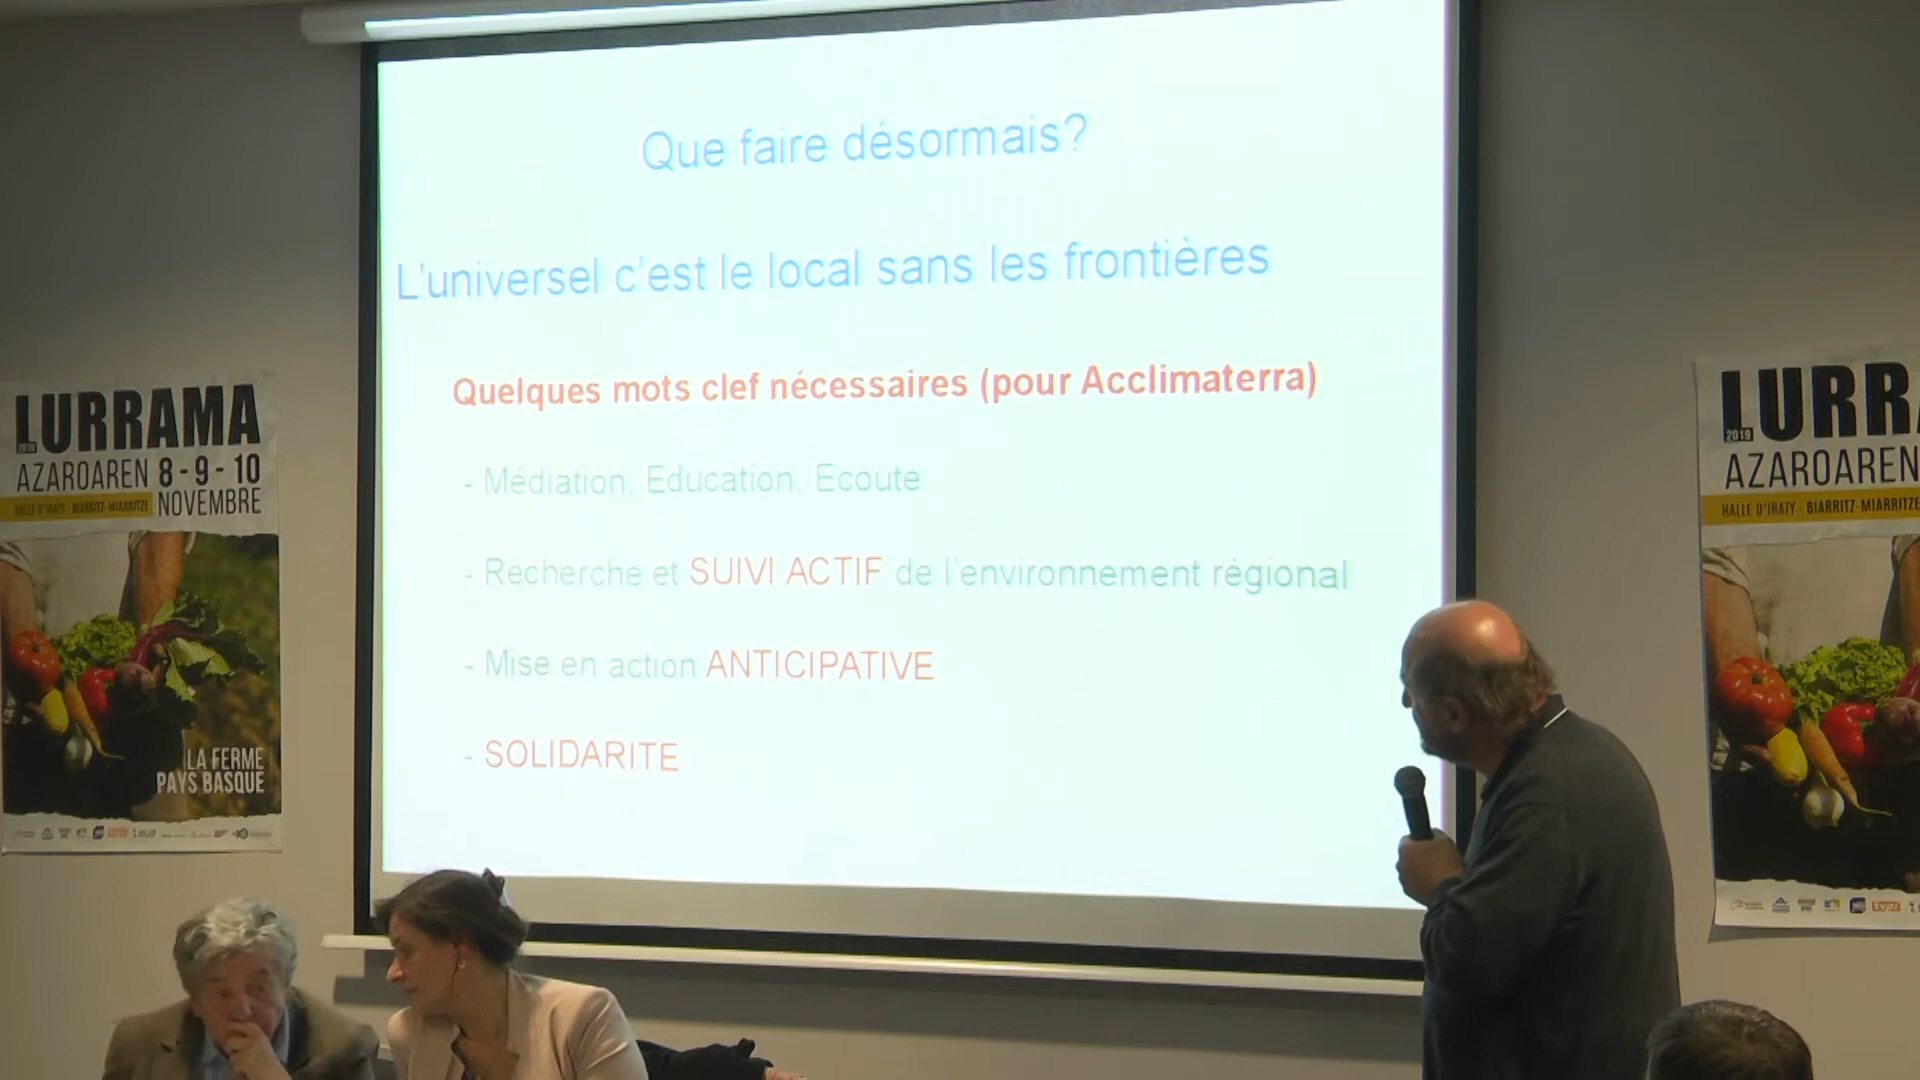 Que faire désormais?
L'universel c'est le local sans les frontières
Quelques mots clef nécessaires (pour Acclimaterra)
- Médiation, Education, Ecoute
- Recherche et SUIVI ACTIF de l'environnement régional
- Mise en action ANTICIPATIVE
- SOLIDARITE
LURRAMA
2019
AZAROAREN 8-9-10
HALLE D'IRATY - BIARRITZ-MIARRITZE
NOVEMBRE
LA FERME
PAYS BASQUE
LURR
2019
AZAROAREN
HALLE D'IRATY - BIARRITZ-MIARRITZE